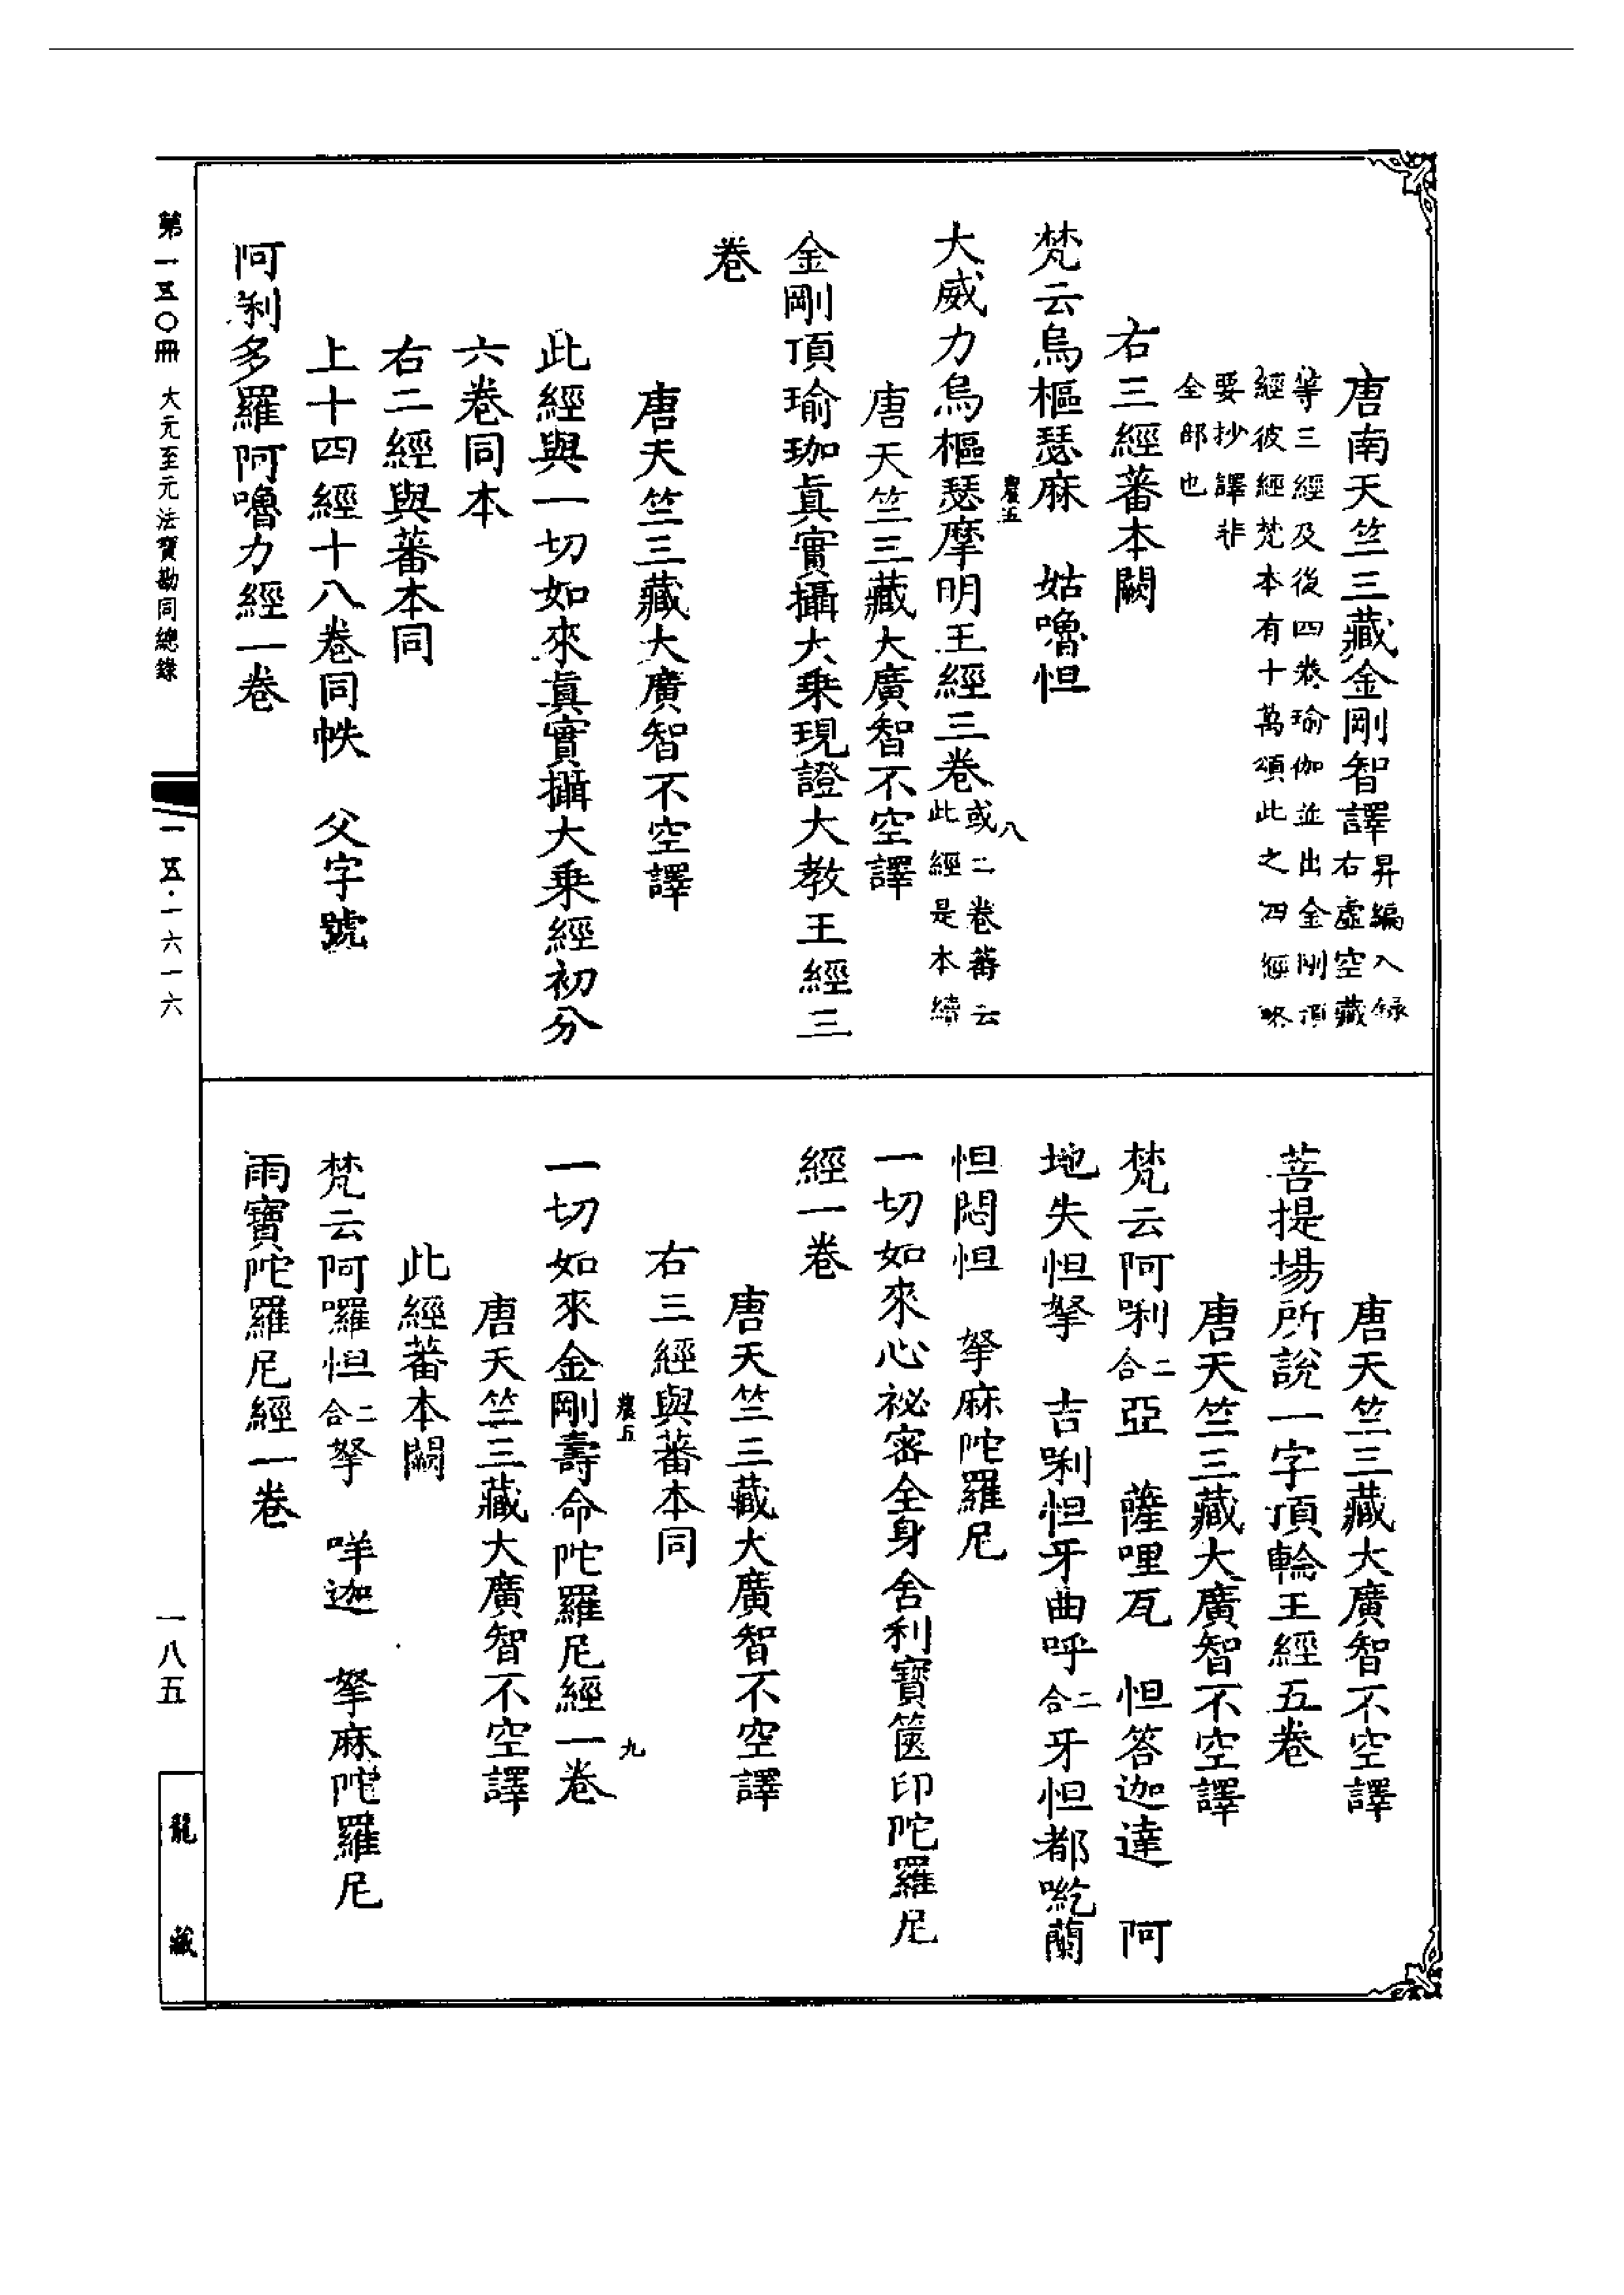 唐南天竺三藏金剛智譯昇編入録
右虛空藏
等三經及後四卷瑜伽並出金剛頂
經彼經梵本有十萬頌此之四經略
要抄譯非
全部也
右三經蕃本闕
梵云烏樞瑟麻　姑嚕怛
農五　八
大威力烏樞瑟摩明王經三卷或二卷蕃云
此經是本續
唐天竺三藏大廣智不空譯
金剛頂瑜珈真實攝大乗現證大教王經三
卷
唐天竺三藏大廣智不空譯
此經與一切如來真實攝大乗經初分
六卷同本
右二經與蕃本同
上十四經十八卷同帙　父字號
阿唎多羅阿嚕力經一卷
唐天竺三藏大廣智不空譯
菩提場所說一字頂輪王經五卷
唐天竺三藏大廣智不空譯
梵云阿唎二合亞　薩哩瓦　怛答迦達　阿
地失怛拏　吉唎怛牙曲呼二合牙怛都㘕蘭
怛悶怛　拏麻陀羅尼
一切如來心祕密全身舍利寶篋印陀羅尼
經一卷
唐天竺三藏大廣智不空譯
右三經與蕃本同
農五　九
一切如來金剛壽命陀羅尼經一卷
唐天竺三藏大廣智不空譯
此經蕃本闕
梵云阿囉怛二合拏　咩迦　拏麻陀羅尼
雨寶陀羅尼經一卷
第一五〇冊　大元至元法寶勘同總錄
一五·一六一六
一八五
龍藏